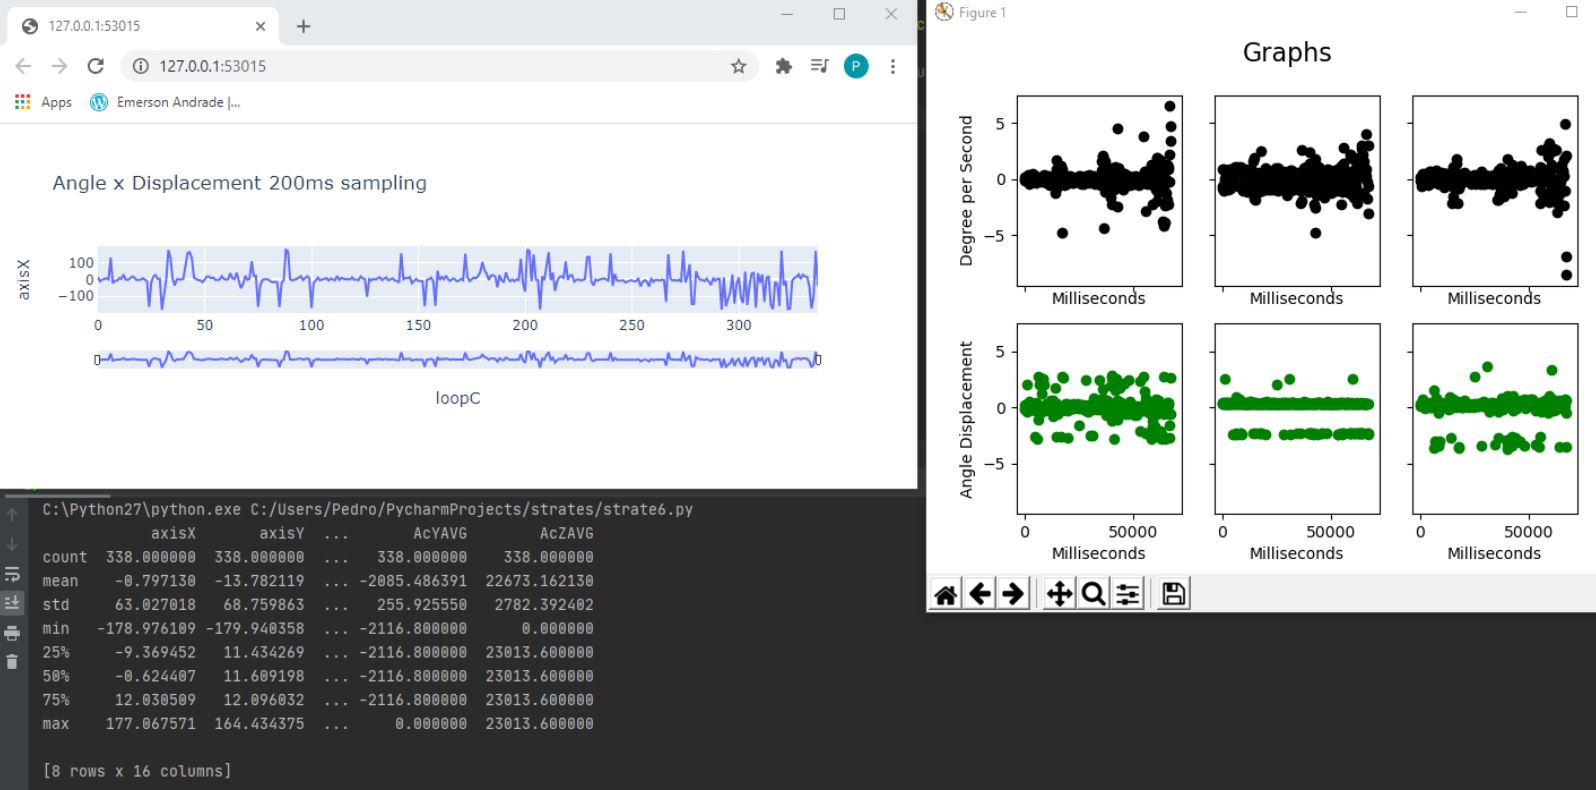 127.0.0.1:53015
127.0.0.1:53015
P
Apps
Emerson Andrade |...
Angle x Displacement 200ms sampling
axisX
100
0
−100
0 50 100 150 200 250 300
loopC
Figure 1
Graphs
Degree per Second
5
0
−5
Milliseconds Milliseconds Milliseconds
Angle Displacement
5
0
−5
0 50000 0 50000 0 50000
Milliseconds Milliseconds Milliseconds
C:\Python27\python.exe C:/Users/Pedro/PycharmProjects/strates/strate6.py
axisX axisY ... AcYAVG AcZAVG
count 338.000000 338.000000 ... 338.000000 338.000000
mean -0.797130 -13.782119 ... -2085.486391 22673.162130
std 63.027018 68.759863 ... 255.925550 2782.392402
min -178.976109 -179.940358 ... -2116.800000 0.000000
25% -9.369452 11.434269 ... -2116.800000 23013.600000
50% -0.624407 11.609198 ... -2116.800000 23013.600000
75% 12.030509 12.096032 ... -2116.800000 23013.600000
max 177.067571 164.434375 ... 0.000000 23013.600000
[8 rows x 16 columns]